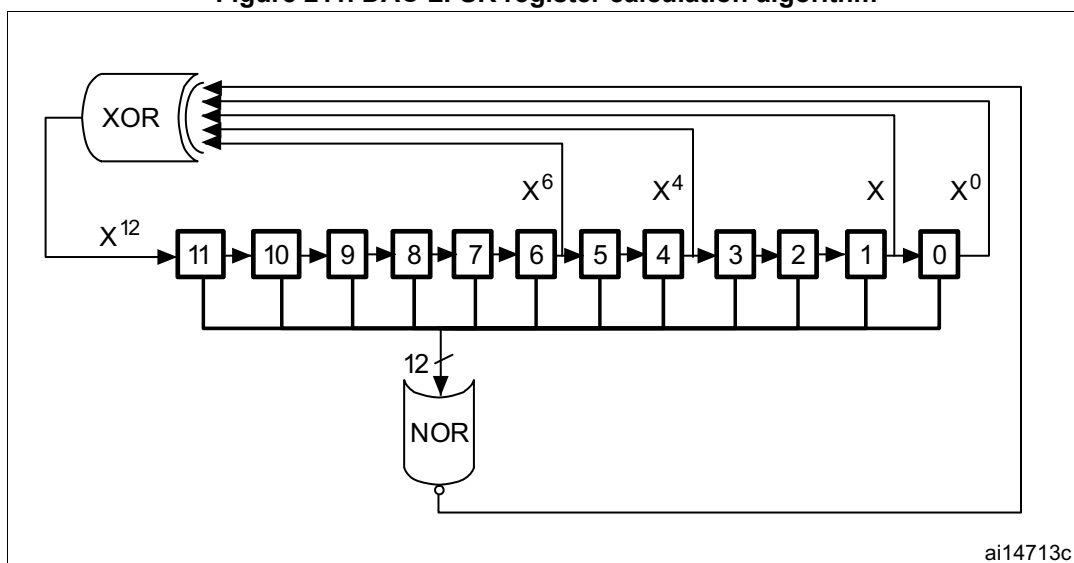 Figure DAC LFSR register calculation algorithm
XOR
X⁶ X⁴ X X⁰
X¹²
11 10 9 8 7 6 5 4 3 2 1 0
12
NOR
ai14713c